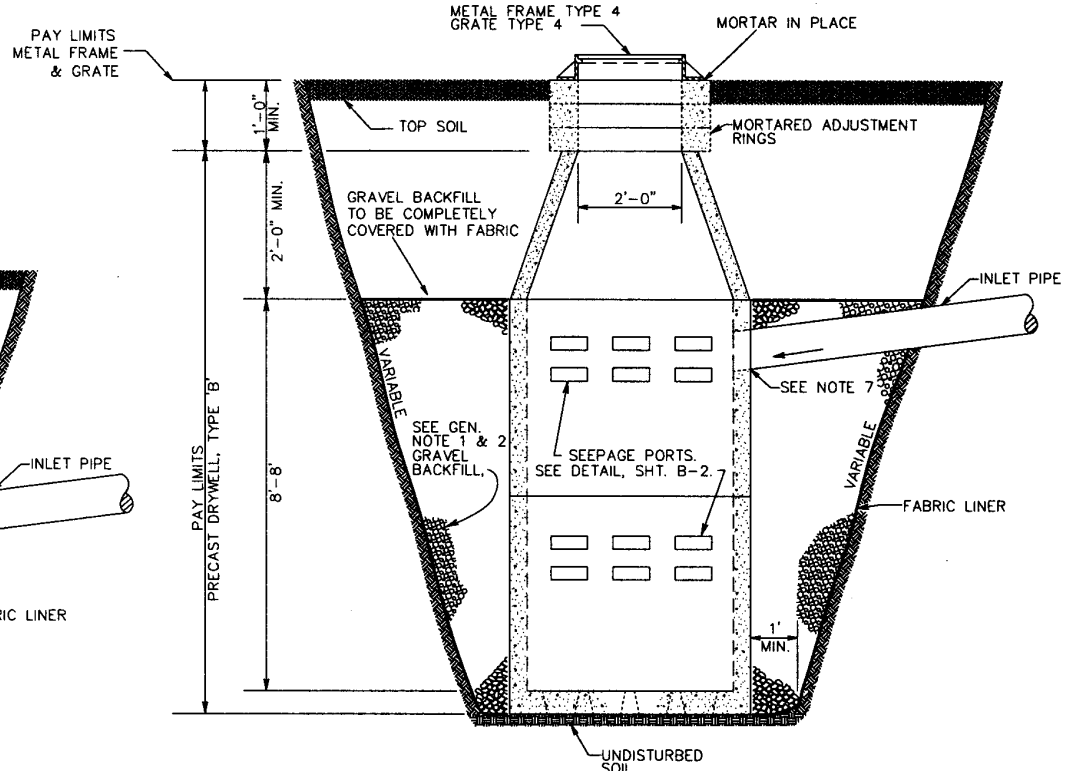 METAL FRAME TYPE 4
GRATE TYPE 4
MORTAR IN PLACE
PAY LIMITS
METAL FRAME
& GRATE
1'-0"
MIN.
TOP SOIL
MORTARED ADJUSTMENT
RINGS
2'-0" MIN.
GRAVEL BACKFILL
TO BE COMPLETELY
COVERED WITH FABRIC
2'-0"
INLET PIPE
VARIABLE
SEE NOTE 7
SEE GEN.
NOTE 1 & 2
GRAVEL
BACKFILL,
SEEPAGE PORTS.
SEE DETAIL, SHT. B-2.
VARIABLE
INLET PIPE
PAY LIMITS
PRECAST DRYWELL, TYPE 'B'
8'-8'
FABRIC LINER
RIC LINER
1'
MIN.
UNDISTURBED
SOIL